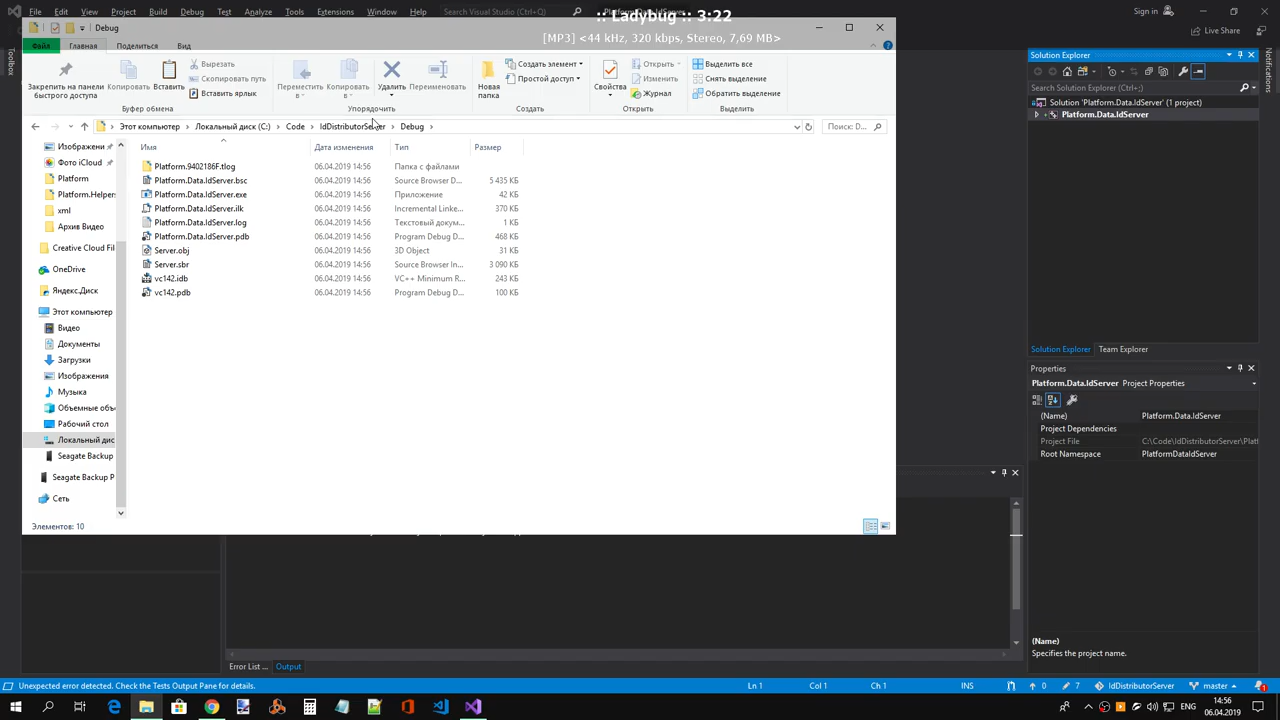 File Edit View Project Build Debug Test Analyze Tools Extensions Window Help Search Visual Studio (Ctrl+Q) Platform.Data.IdServer Sign in
:: Ladybug :: 3:22
[MP3] <44 kHz, 320 kbps, Stereo, 7,69 MB>
Debug
Live Share
Файл Главная Поделиться Вид
Toolbox
Notifications
Закрепить на панели быстрого доступа
Копировать
Вставить
Вырезать
Скопировать путь
Вставить ярлык
Буфер обмена
Переместить в
Копировать в
Удалить
Переименовать
Упорядочить
Новая папка
Создать элемент
Простой доступ
Создать
Свойства
Открыть
Изменить
Журнал
Открыть
Выделить все
Снять выделение
Обратить выделение
Выделить
Этот компьютер > Локальный диск (C:) > Code > IdDistributorServer > Debug >
Поиск: D...
Изображени
Фото iCloud
Platform
Platform.Helpers
xml
Архив Видео
Creative Cloud Fil
OneDrive
Яндекс.Диск
Этот компьютер
Видео
Документы
Загрузки
Изображения
Музыка
Объемные объ
Рабочий стол
Локальный дис
Seagate Backup
Seagate Backup P
Сеть
Имя Дата изменения Тип Размер
Platform.9402186F.tlog 06.04.2019 14:56 Папка с файлами
Platform.Data.IdServer.bsc 06.04.2019 14:56 Source Browser D... 5 435 КБ
Platform.Data.IdServer.exe 06.04.2019 14:56 Приложение 42 КБ
Platform.Data.IdServer.ilk 06.04.2019 14:56 Incremental Linke... 370 КБ
Platform.Data.IdServer.log 06.04.2019 14:56 Текстовый докум... 1 КБ
Platform.Data.IdServer.pdb 06.04.2019 14:56 Program Debug D... 468 КБ
Server.obj 06.04.2019 14:56 3D Object 31 КБ
Server.sbr 06.04.2019 14:56 Source Browser In... 3 090 КБ
vc142.idb 06.04.2019 14:56 VC++ Minimum R... 243 КБ
vc142.pdb 06.04.2019 14:56 Program Debug D... 100 КБ
Элементов: 10
Solution Explorer
Search Solution Explorer (Ctrl+;)
Solution 'Platform.Data.IdServer' (1 project)
Platform.Data.IdServer
Solution Explorer Team Explorer
Properties
Platform.Data.IdServer Project Properties
(Name) Platform.Data.IdServer
Project Dependencies
Project File C:\Code\IdDistributorServer\Platf
Root Namespace PlatformDataIdServer
(Name)
Specifies the project name.
Error List ... Output
Unexpected error detected. Check the Tests Output Pane for details. Ln 1 Col 1 Ch 1 INS 0 7 IdDistributorServer master 1
ENG 14:56
06.04.2019